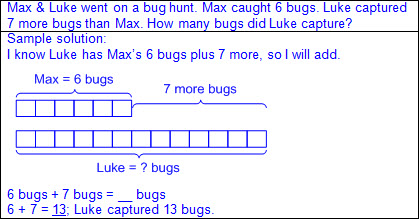 Max & Luke went on a bug hunt. Max caught 6 bugs. Luke captured
7 more bugs than Max. How many bugs did Luke capture?
Sample solution:
I know Luke has Max's 6 bugs plus 7 more, so I will add.
Max = 6 bugs
7 more bugs
Luke = ? bugs
6 bugs + 7 bugs = __ bugs
6 + 7 = 13; Luke captured 13 bugs.